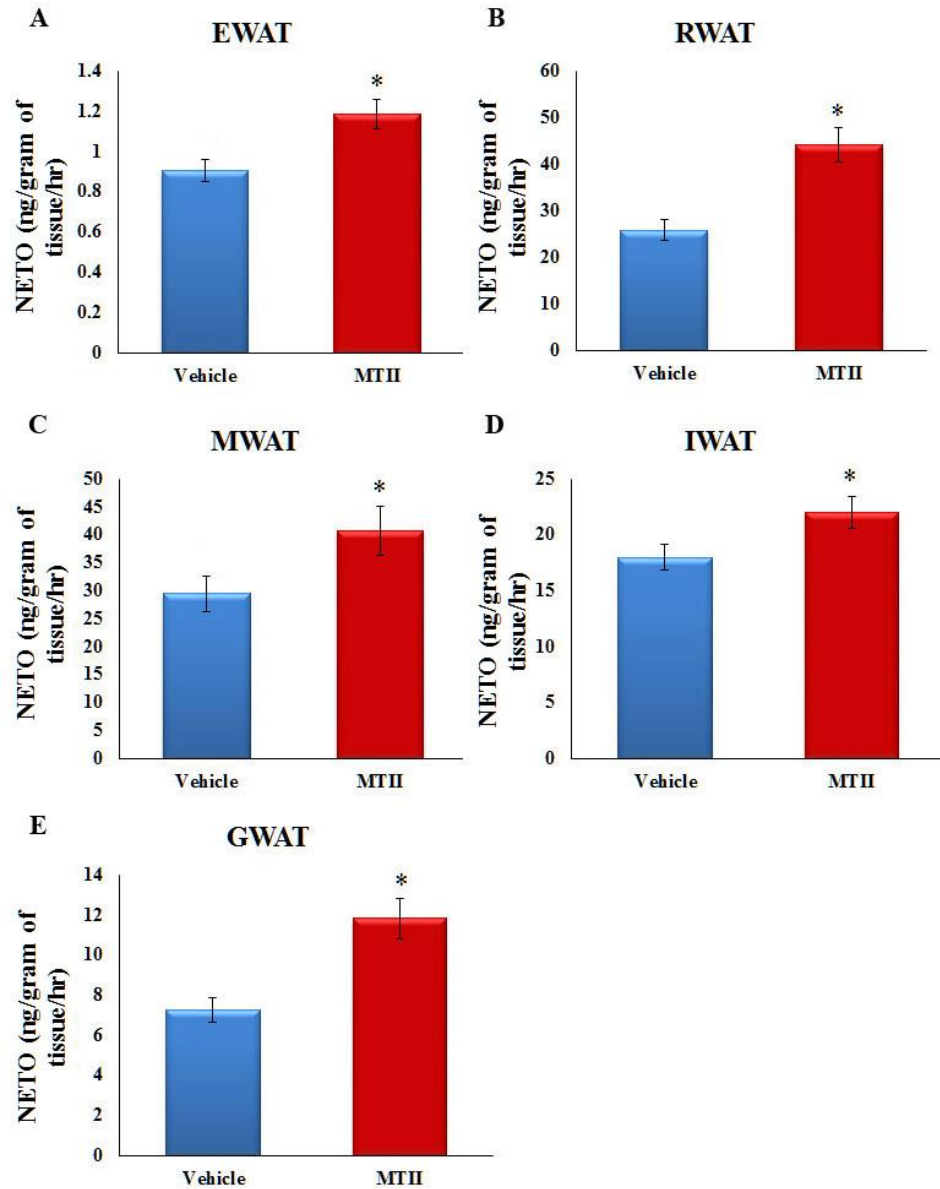 A
EWAT
NETO (ng/gram of
tissue/hr)
1.4
1.2
1
0.8
0.6
0.4
0.2
0
*
Vehicle
MTII
B
RWAT
NETO (ng/gram of
tissue/hr)
60
50
40
30
20
10
0
*
Vehicle
MTII
C
MWAT
NETO (ng/gram of
tissue/hr)
50
45
40
35
30
25
20
15
10
5
0
*
Vehicle
MTII
D
IWAT
NETO (ng/gram of
tissue/hr)
25
20
15
10
5
0
*
Vehicle
MTII
E
GWAT
NETO (ng/gram of
tissue/hr)
14
12
10
8
6
4
2
0
*
Vehicle
MTII